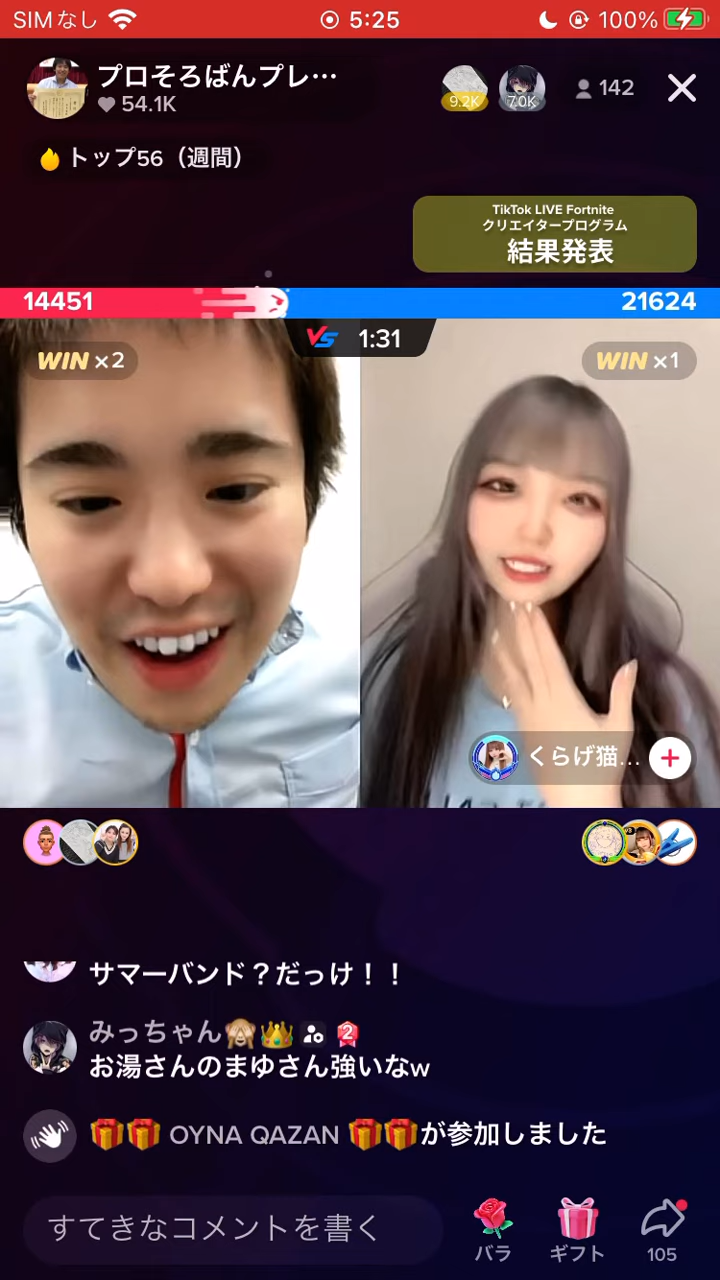 SIMなし 5:25 100%
プロそろばんプレ…
54.1K
9.2K 7.0K 142
トップ56（週間）
TikTok LIVE Fortnite
クリエイタープログラム
結果発表
14451 21624
VS 1:31
WIN ×2 WIN ×1
くらげ猫...
サマーバンド？だっけ！！
みっちゃん🙈👑 2
お湯さんのまゆさん強いなw
🎁🎁 OYNA QAZAN 🎁🎁が参加しました
すてきなコメントを書く
バラ ギフト 105